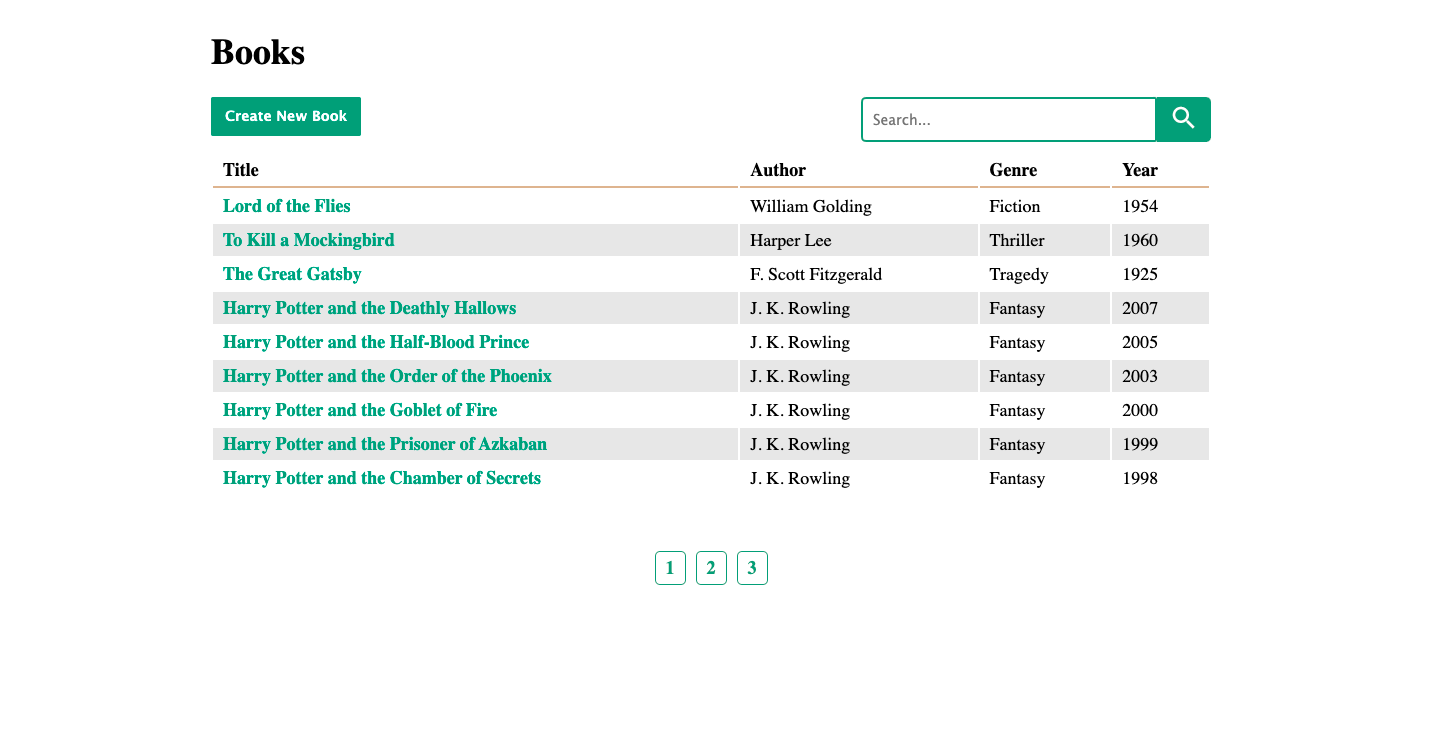 Books
Create New Book
Search...
Title Author Genre Year
Lord of the Flies William Golding Fiction 1954
To Kill a Mockingbird Harper Lee Thriller 1960
The Great Gatsby F. Scott Fitzgerald Tragedy 1925
Harry Potter and the Deathly Hallows J. K. Rowling Fantasy 2007
Harry Potter and the Half-Blood Prince J. K. Rowling Fantasy 2005
Harry Potter and the Order of the Phoenix J. K. Rowling Fantasy 2003
Harry Potter and the Goblet of Fire J. K. Rowling Fantasy 2000
Harry Potter and the Prisoner of Azkaban J. K. Rowling Fantasy 1999
Harry Potter and the Chamber of Secrets J. K. Rowling Fantasy 1998
1 2 3